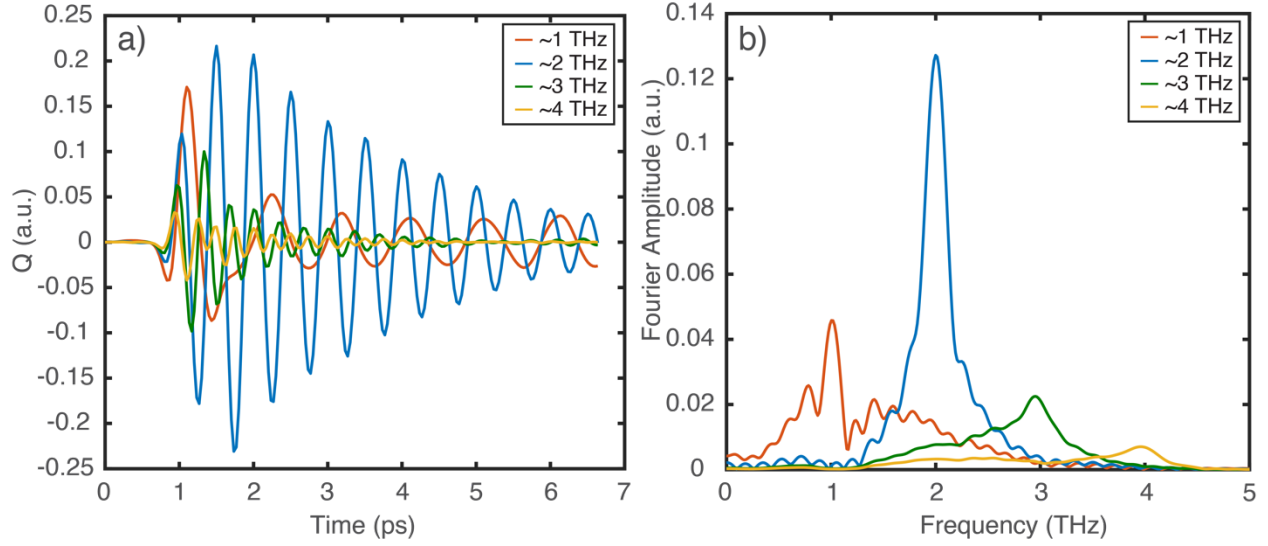 a)
~1 THz
~2 THz
~3 THz
~4 THz
0.25
0.2
0.15
0.1
0.05
0
-0.05
-0.1
-0.15
-0.2
-0.25
Q (a.u.)
0 1 2 3 4 5 6 7
Time (ps)
b)
~1 THz
~2 THz
~3 THz
~4 THz
0.14
0.12
0.1
0.08
0.06
0.04
0.02
0
Fourier Amplitude (a.u.)
0 1 2 3 4 5
Frequency (THz)